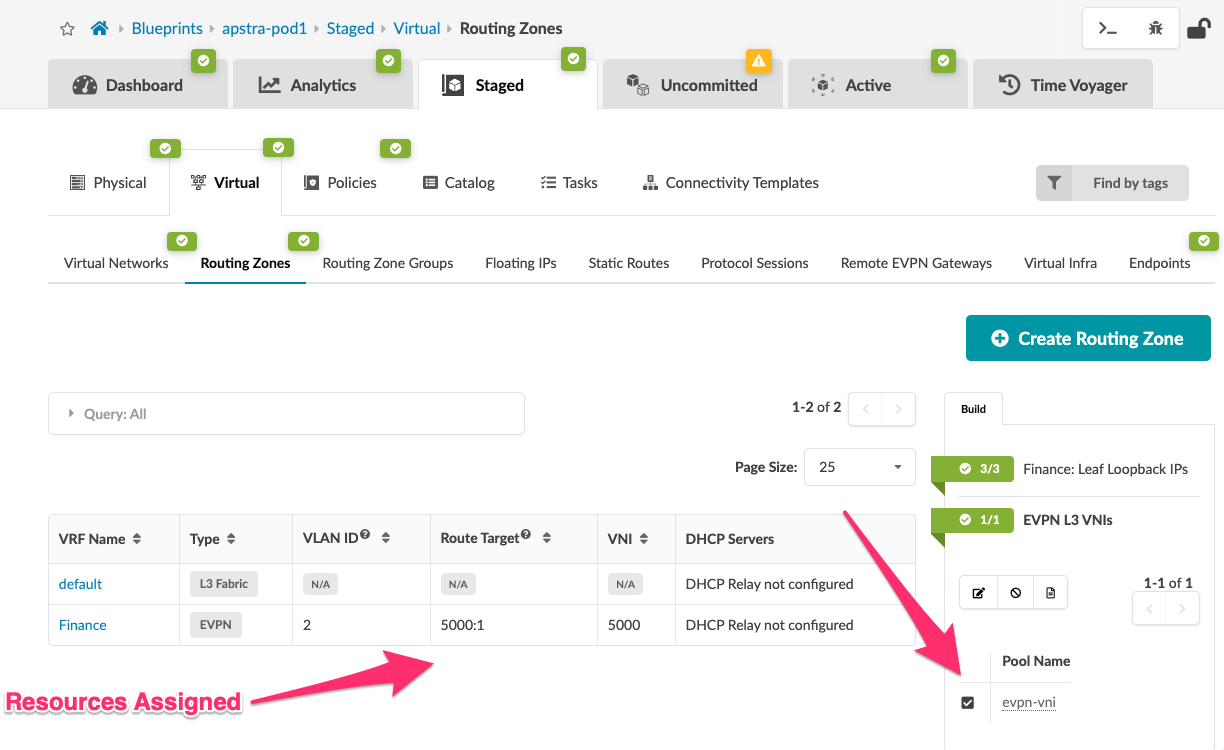 Blueprints apstra-pod1 Staged Virtual Routing Zones
Dashboard Analytics Staged Uncommitted Active Time Voyager
Physical Virtual Policies Catalog Tasks Connectivity Templates Find by tags
Virtual Networks Routing Zones Routing Zone Groups Floating IPs Static Routes Protocol Sessions Remote EVPN Gateways Virtual Infra Endpoints
Create Routing Zone
Query: All
1-2 of 2
Page Size: 25
VRF Name Type VLAN ID Route Target VNI DHCP Servers
default L3 Fabric N/A N/A N/A DHCP Relay not configured
Finance EVPN 2 5000:1 5000 DHCP Relay not configured
Resources Assigned
Build
3/3 Finance: Leaf Loopback IPs
1/1 EVPN L3 VNIs
1-1 of 1
Pool Name
evpn-vni